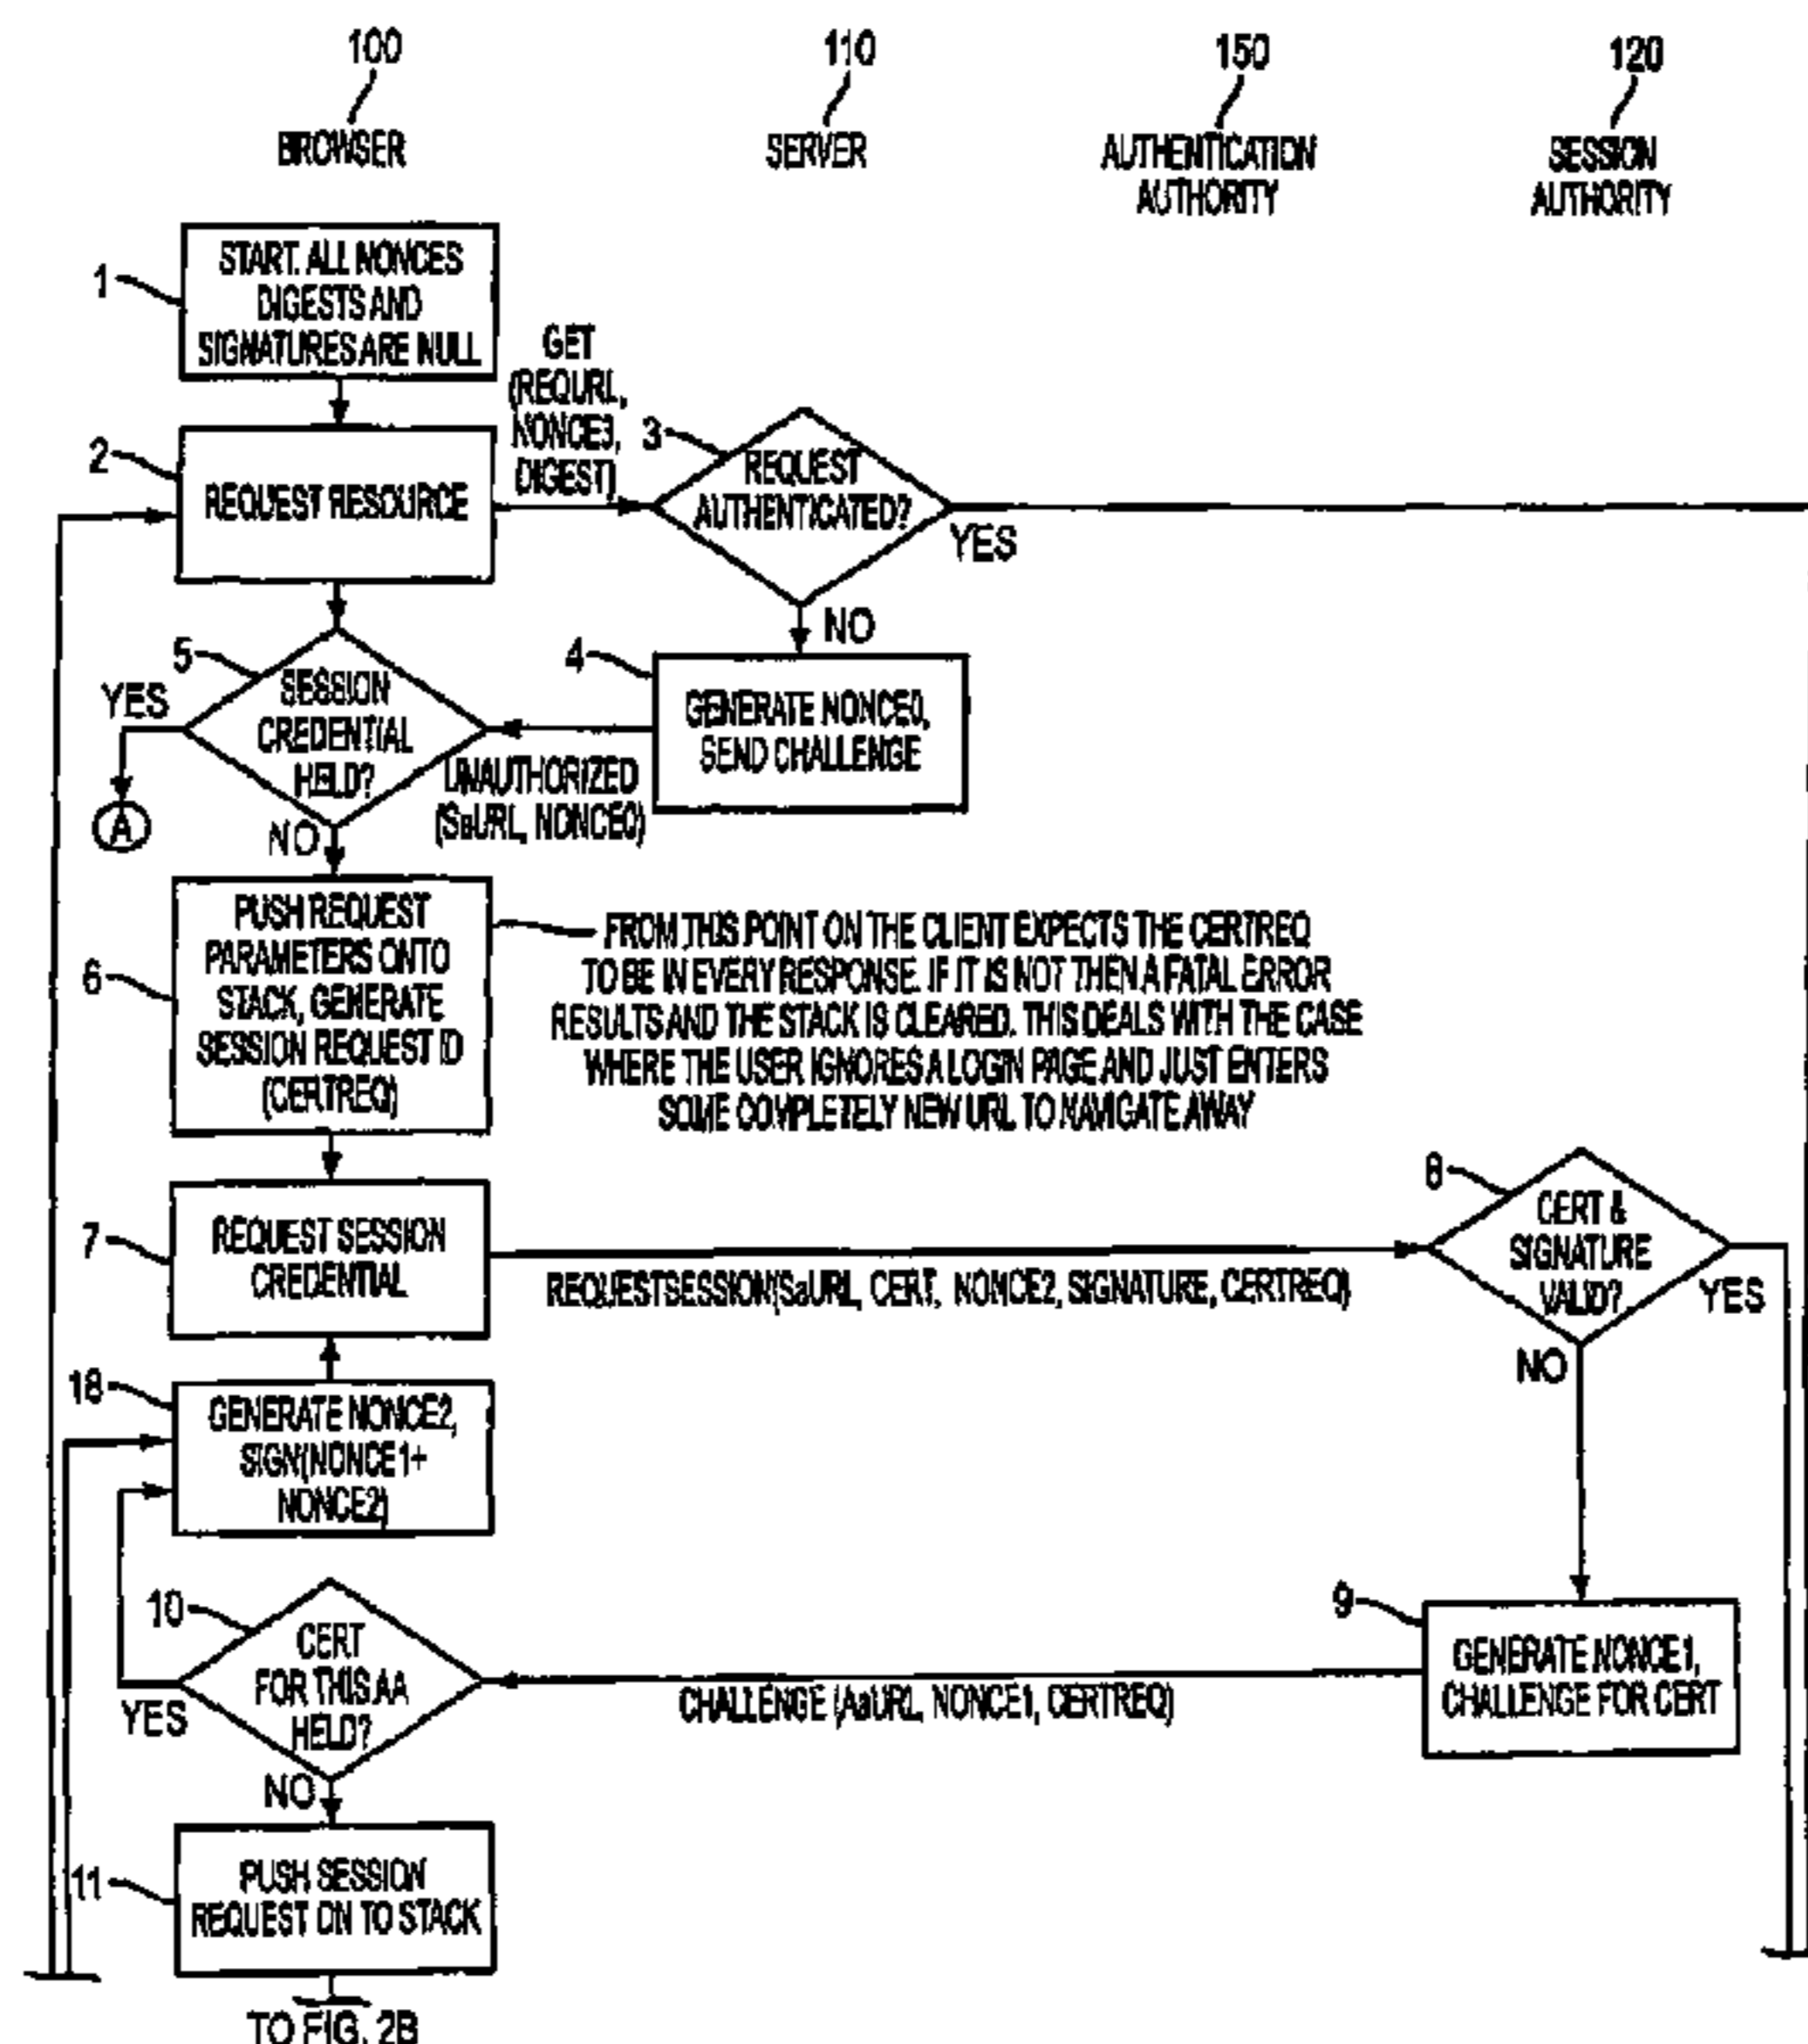 100
110
150
120
BROWSER
SERVER
AUTHENTICATION
AUTHORITY
SESSION
AUTHORITY
1
START. ALL NONCES
DIGESTS AND
SIGNATURES ARE NULL
GET
(REQURL,
NONCE3,
DIGEST)
2
REQUEST RESOURCE
3
REQUEST
AUTHENTICATED?
YES
NO
4
GENERATE NONCE0,
SEND CHALLENGE
5
SESSION
CREDENTIAL
HELD?
YES
A
NO
UNAUTHORIZED
(SaURL, NONCE0)
6
PUSH REQUEST
PARAMETERS ONTO
STACK, GENERATE
SESSION REQUEST ID
(CERTREQ)
FROM THIS POINT ON THE CLIENT EXPECTS THE CERTREQ
TO BE IN EVERY RESPONSE. IF IT IS NOT THEN A FATAL ERROR
RESULTS AND THE STACK IS CLEARED. THIS DEALS WITH THE CASE
WHERE THE USER IGNORES A LOGIN PAGE AND JUST ENTERS
SOME COMPLETELY NEW URL TO NAVIGATE AWAY
7
REQUEST SESSION
CREDENTIAL
REQUESTSESSION(SaURL, CERT, NONCE2, SIGNATURE, CERTREQ)
8
CERT &
SIGNATURE
VALID?
YES
NO
18
GENERATE NONCE2,
SIGN(NONCE1+
NONCE2)
9
GENERATE NONCE1,
CHALLENGE FOR CERT
CHALLENGE (AaURL, NONCE1, CERTREQ)
10
CERT
FOR THIS AA
HELD?
YES
NO
11
PUSH SESSION
REQUEST ON TO STACK
TO FIG. 2B